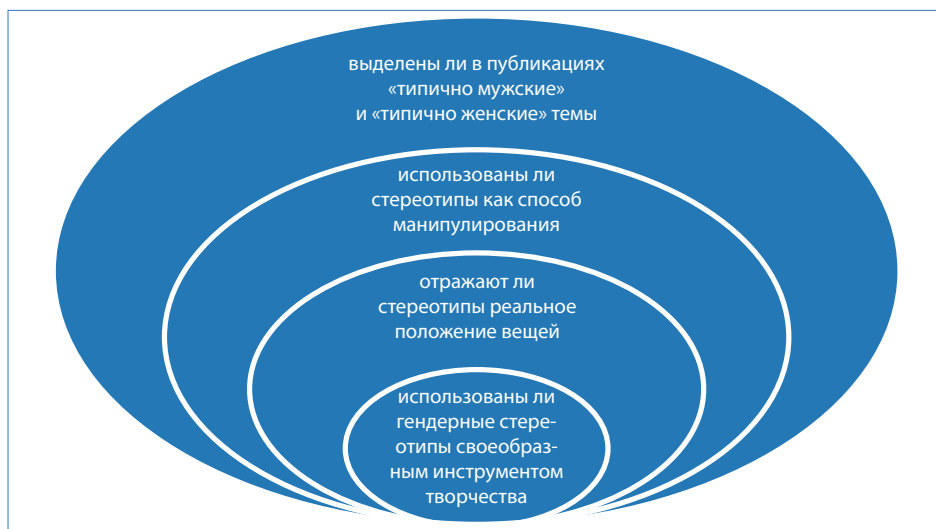 выделены ли в публикациях
«типично мужские»
и «типично женские» темы
использованы ли
стереотипы как способ
манипулирования
отражают ли
стереотипы реальное
положение вещей
использованы ли
гендерные стере-
отипы своеобраз-
ным инструментом
творчества